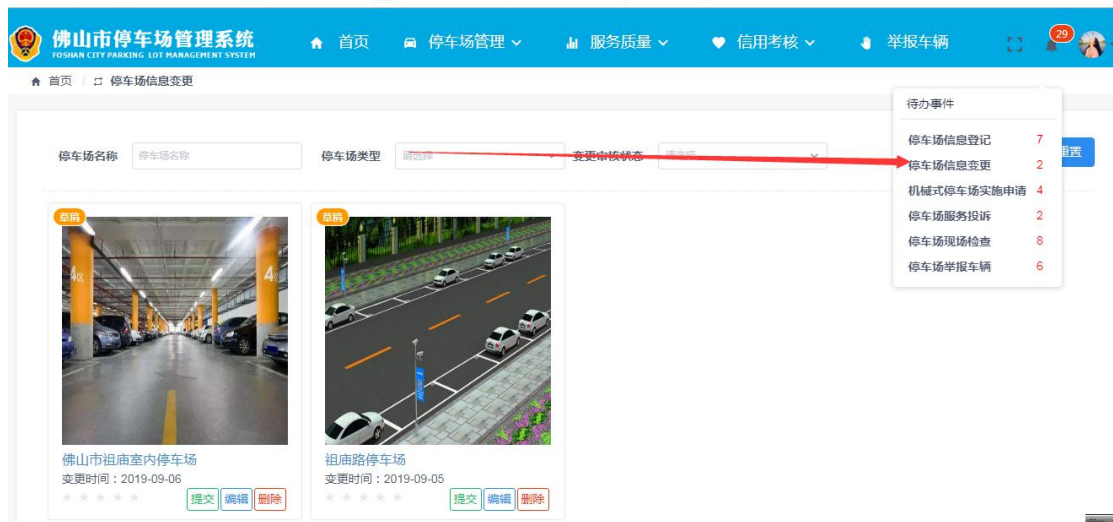 佛山市停车场管理系统
FOSHAN CITY PARKING LOT MANAGEMENT SYSTEM
首页 停车场管理 服务质量 信用考核 举报车辆 29
首页 / 停车场信息变更
待办事件
停车场信息登记 7
停车场信息变更 2
机械式停车场实施申请 4
停车场服务投诉 2
停车场现场检查 8
停车场举报车辆 6
停车场名称 停车场名称 停车场类型 请选择 变更审核状态 请选择 重置
草稿
佛山市祖庙室内停车场
变更时间:2019-09-06
提交 编辑 删除
草稿
祖庙路停车场
变更时间:2019-09-05
提交 编辑 删除